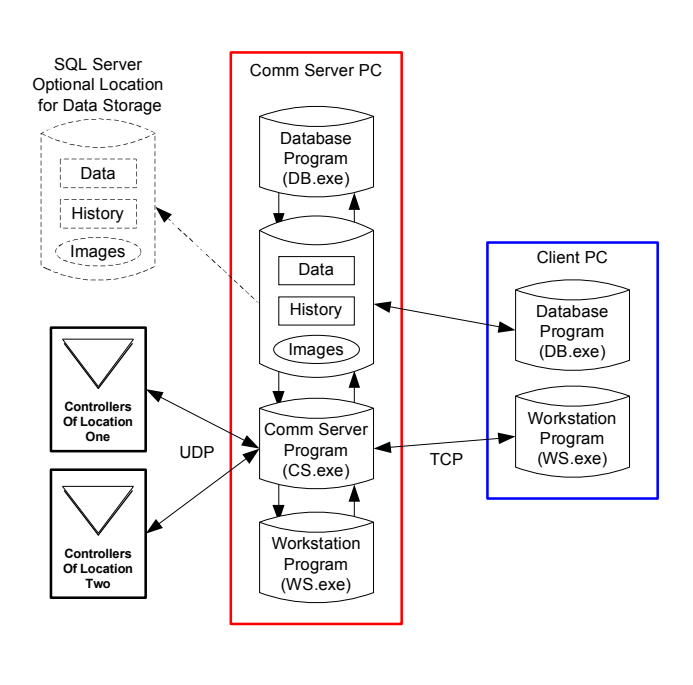 SQL Server
Optional Location
for Data Storage
Data
History
Images
Comm Server PC
Database
Program
(DB.exe)
Data
History
Images
Comm Server
Program
(CS.exe)
Workstation
Program
(WS.exe)
Client PC
Database
Program
(DB.exe)
Workstation
Program
(WS.exe)
Controllers
Of Location
One
UDP
TCP
Controllers
Of Location
Two